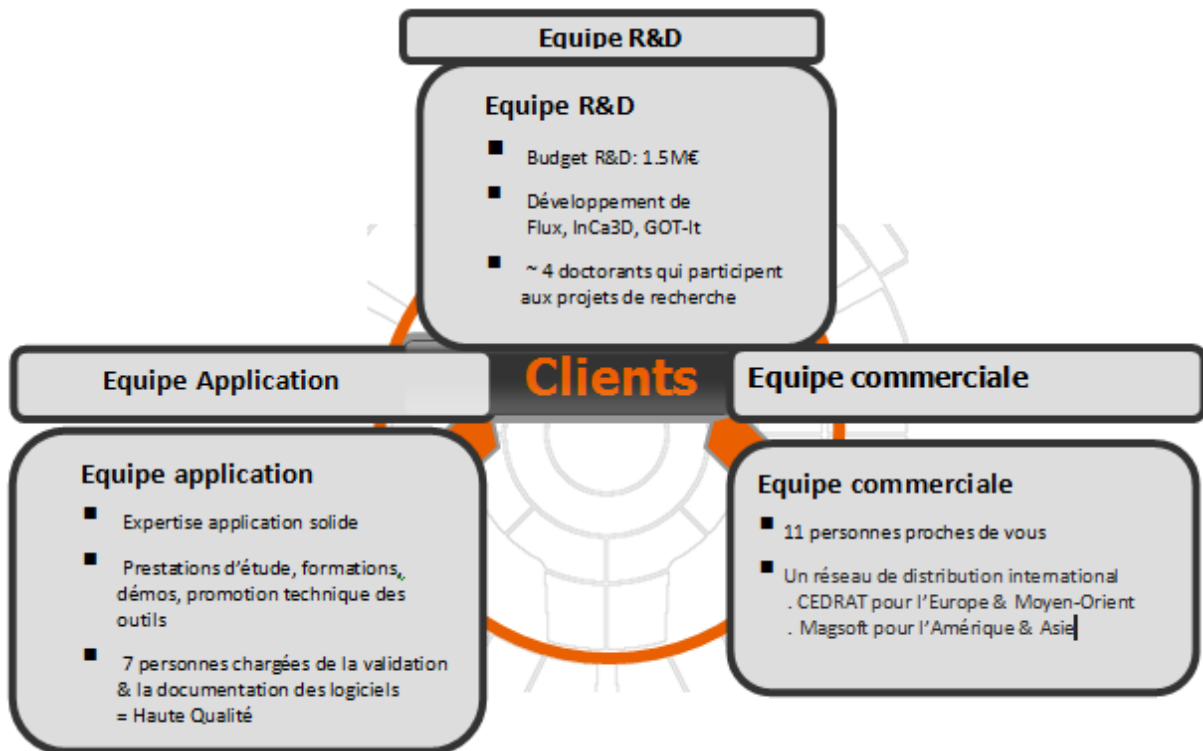 Equipe R&D
Equipe R&D
■ Budget R&D: 1.5M€
■ Développement de
Flux, InCa3D, GOT-It
■ ~ 4 doctorants qui participent
aux projets de recherche
Equipe Application
Clients
Equipe commerciale
Equipe application
■ Expertise application solide
■ Prestations d’étude, formations,
démos, promotion technique des
outils
■ 7 personnes chargées de la validation
& la documentation des logiciels
= Haute Qualité
Equipe commerciale
■ 11 personnes proches de vous
■ Un réseau de distribution international
. CEDRAT pour l’Europe & Moyen-Orient
. Magsoft pour l’Amérique & Asie